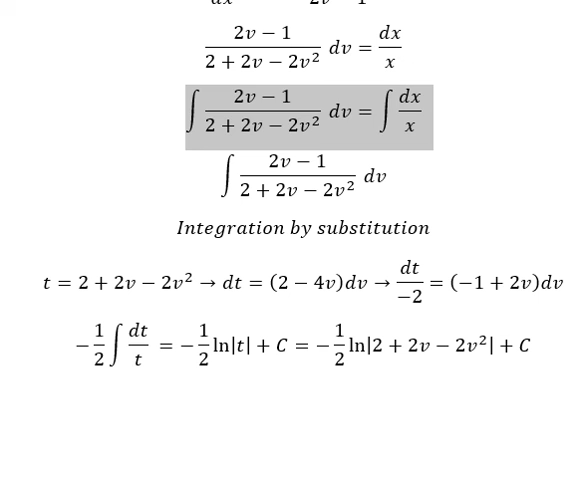 (2v − 1)/(2 + 2v − 2v²) dv = dx/x
∫ (2v − 1)/(2 + 2v − 2v²) dv = ∫ dx/x
∫ (2v − 1)/(2 + 2v − 2v²) dv
Integration by substitution
t = 2 + 2v − 2v² → dt = (2 − 4v)dv → dt/−2 = (−1 + 2v)dv
−1/2 ∫ dt/t = −1/2 ln|t| + C = −1/2 ln|2 + 2v − 2v²| + C